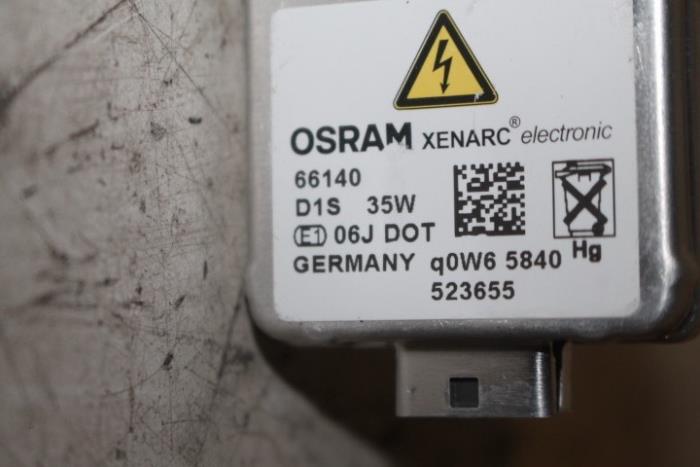 OSRAM XENARC® electronic
66140
D1S 35W
E1 06J DOT
Hg
GERMANY q0W6 5840
523655